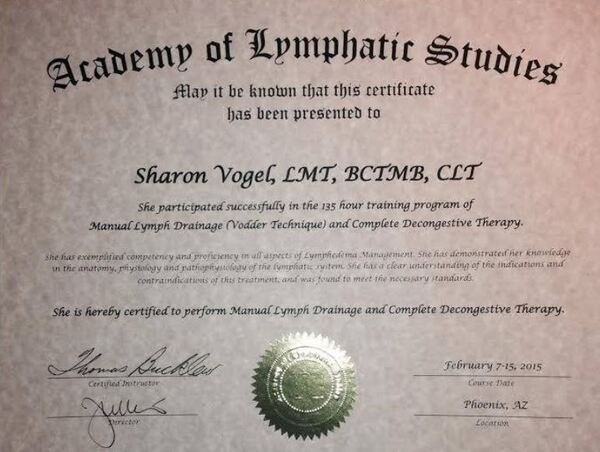 Academy of Lymphatic Studies
May it be known that this certificate
has been presented to
Sharon Vogel, LMT, BCTMB, CLT
She participated successfully in the 135 hour training program of
Manual Lymph Drainage (Vodder Technique) and Complete Decongestive Therapy.
She has exemplified competency and proficiency in all aspects of Lymphedema Management. She has demonstrated her knowledge
in the anatomy, physiology and pathophysiology of the lymphatic system. She has a clear understanding of the indications and
contraindications of this treatment, and was found to meet the necessary standards.
She is hereby certified to perform Manual Lymph Drainage and Complete Decongestive Therapy.
Thomas Buckley
Certified Instructor
February 7-15, 2015
Course Date
Director
Phoenix, AZ
Location